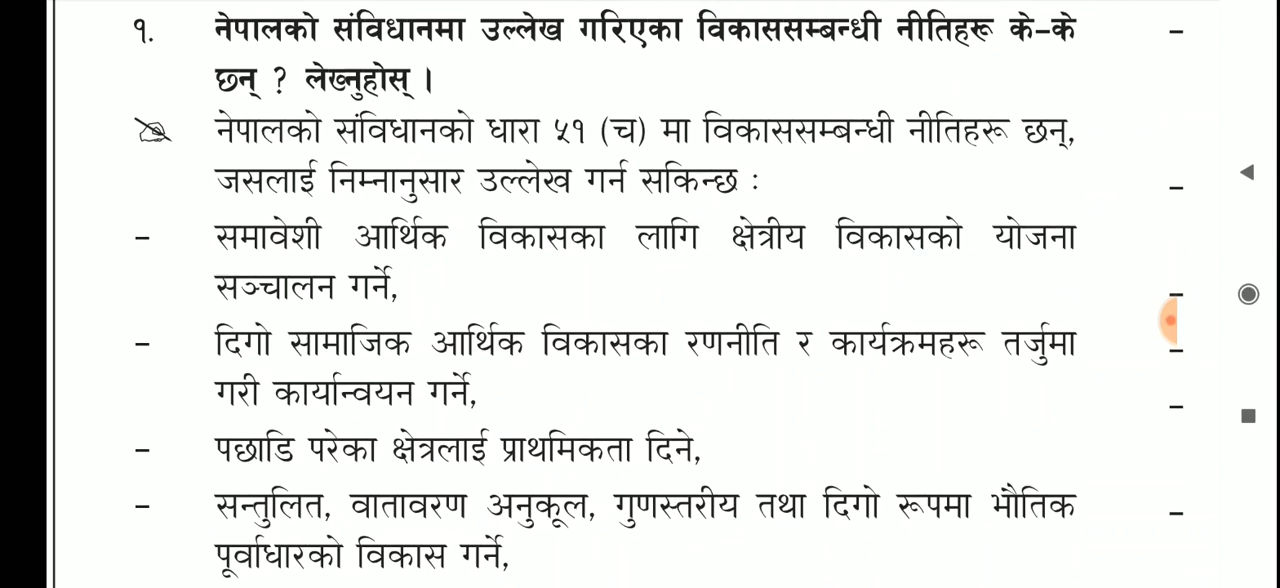 १. नेपालको संविधानमा उल्लेख गरिएका विकाससम्बन्धी नीतिहरू के-के
छन् ? लेख्नुहोस् ।
नेपालको संविधानको धारा ५१ (च) मा विकाससम्बन्धी नीतिहरू छन्,
जसलाई निम्नानुसार उल्लेख गर्न सकिन्छ :
- समावेशी आर्थिक विकासका लागि क्षेत्रीय विकासको योजना
सञ्चालन गर्ने,
- दिगो सामाजिक आर्थिक विकासका रणनीति र कार्यक्रमहरू तर्जुमा
गरी कार्यान्वयन गर्ने,
- पछाडि परेका क्षेत्रलाई प्राथमिकता दिने,
- सन्तुलित, वातावरण अनुकूल, गुणस्तरीय तथा दिगो रूपमा भौतिक
पूर्वाधारको विकास गर्ने,